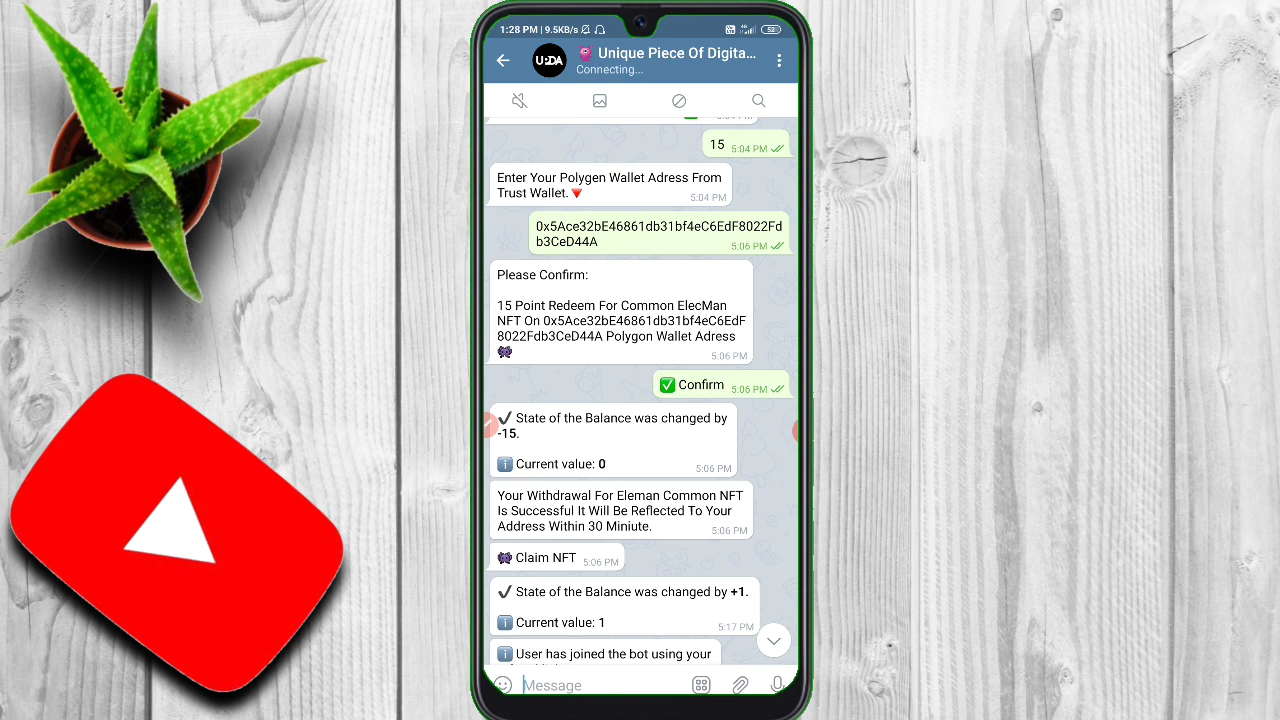 1:28 PM | 9.5KB/s
52
UPDA
Unique Piece Of Digita...
Connecting...
15 5:04 PM
Enter Your Polygen Wallet Adress From
Trust Wallet.
5:04 PM
0x5Ace32bE46861db31bf4eC6EdF8022Fd
b3CeD44A
5:06 PM
Please Confirm:
15 Point Redeem For Common ElecMan
NFT On 0x5Ace32bE46861db31bf4eC6EdF
8022Fdb3CeD44A Polygon Wallet Adress
5:06 PM
Confirm 5:06 PM
State of the Balance was changed by
-15.
Current value: 0
5:06 PM
Your Withdrawal For Eleman Common NFT
Is Successful It Will Be Reflected To Your
Address Within 30 Miniute.
5:06 PM
Claim NFT 5:06 PM
State of the Balance was changed by +1.
Current value: 1
5:17 PM
User has joined the bot using your
Message